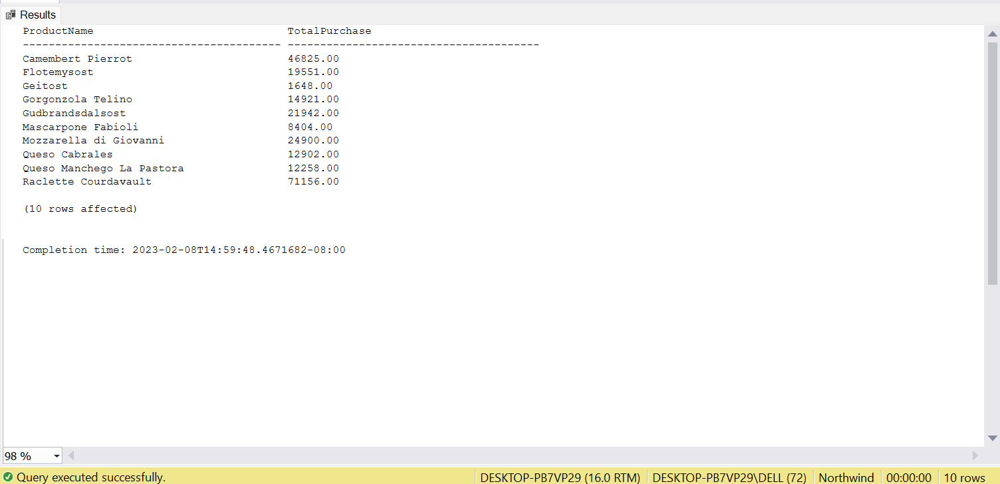 Results
ProductName TotalPurchase
---------------------------------------- ---------------------------------------
Camembert Pierrot 46825.00
Flotemysost 19551.00
Geitost 1648.00
Gorgonzola Telino 14921.00
Gudbrandsdalsost 21942.00
Mascarpone Fabioli 8404.00
Mozzarella di Giovanni 24900.00
Queso Cabrales 12902.00
Queso Manchego La Pastora 12258.00
Raclette Courdavault 71156.00
(10 rows affected)
Completion time: 2023-02-08T14:59:48.4671682-08:00
98 %
Query executed successfully. DESKTOP-PB7VP29 (16.0 RTM) DESKTOP-PB7VP29\DELL (72) Northwind 00:00:00 10 rows